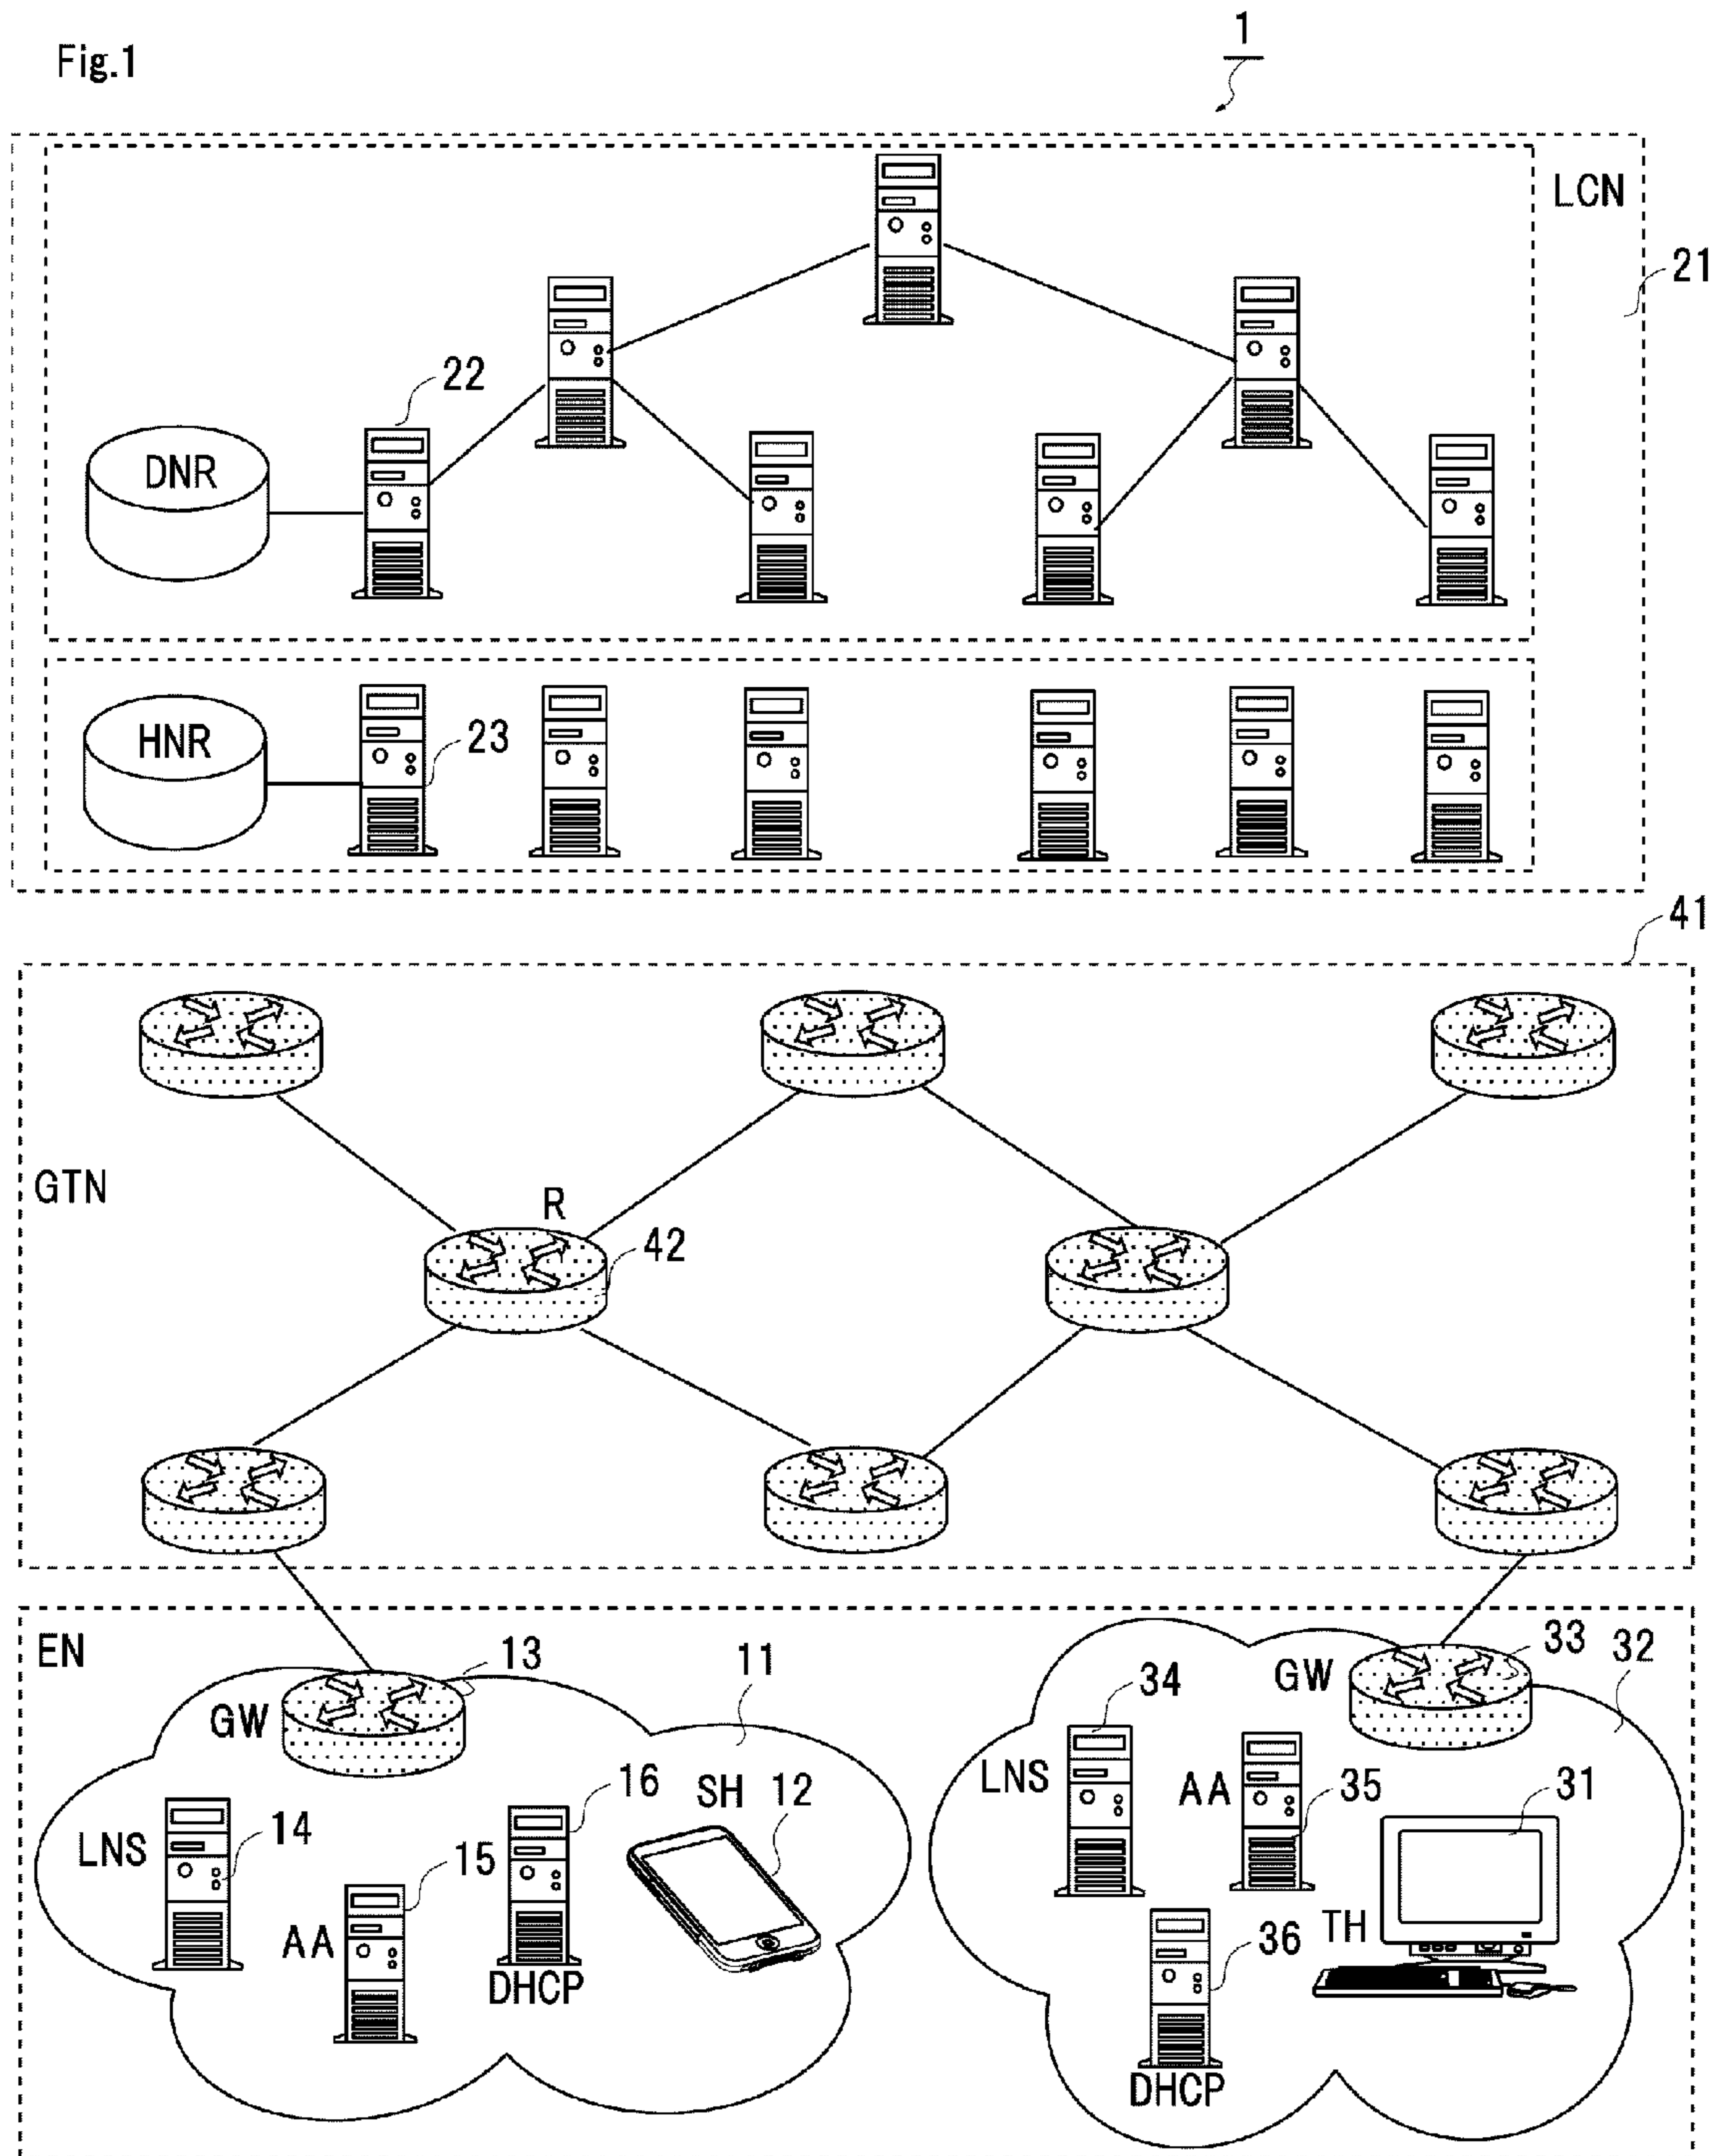 Fig.1
1
LCN
21
22
DNR
HNR
23
41
GTN
R
42
EN
13
11
GW
33
32
GW
34
LNS
AA
35
31
16
SH
12
LNS
14
15
AA
DHCP
TH
36
DHCP